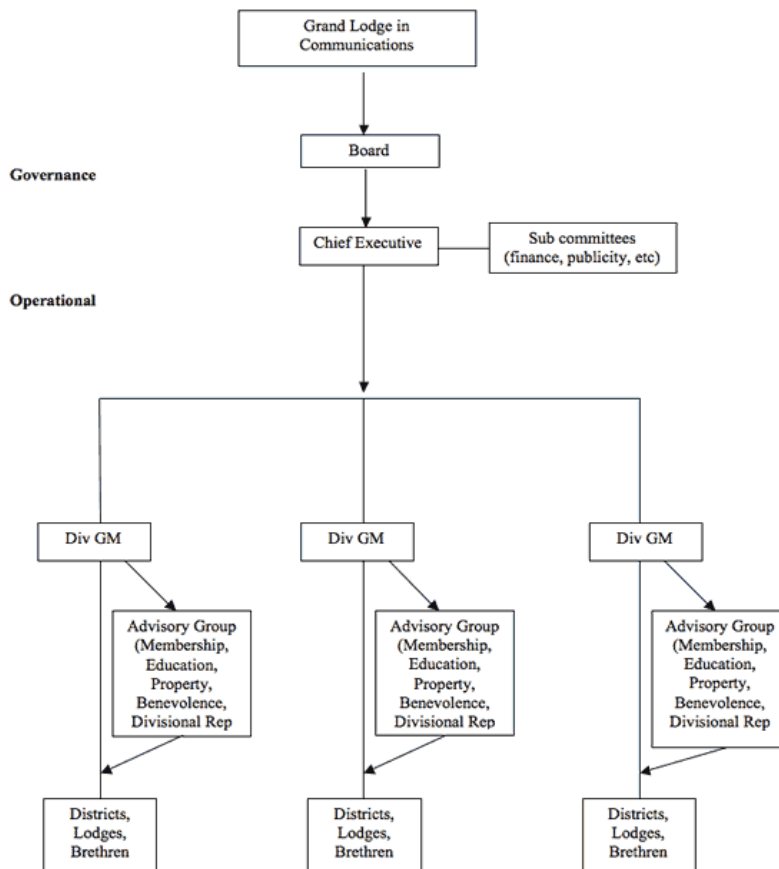 Grand Lodge in
Communications
Board
Governance
Chief Executive
Sub committees
(finance, publicity, etc)
Operational
Div GM
Div GM
Div GM
Advisory Group
(Membership,
Education,
Property,
Benevolence,
Divisional Rep
Advisory Group
(Membership,
Education,
Property,
Benevolence,
Divisional Rep
Advisory Group
(Membership,
Education,
Property,
Benevolence,
Divisional Rep
Districts,
Lodges,
Brethren
Districts,
Lodges,
Brethren
Districts,
Lodges,
Brethren